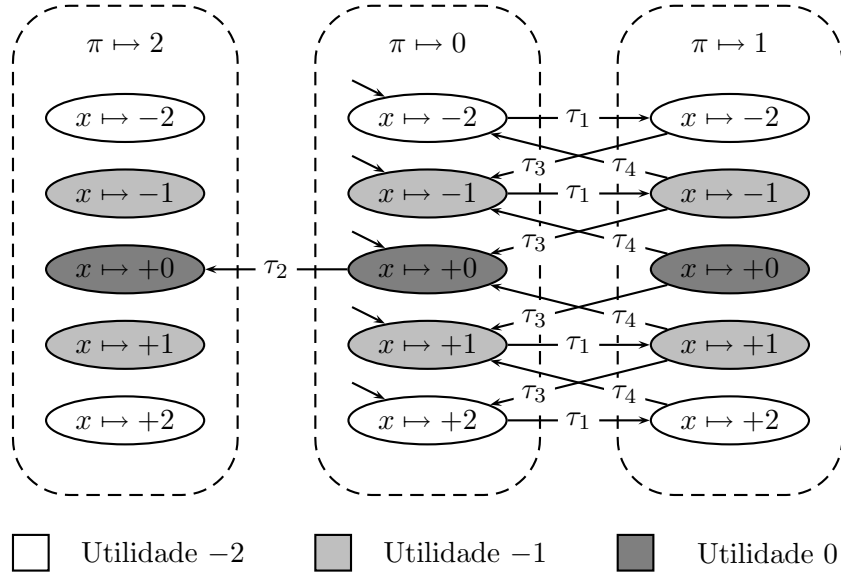 π ↦ 2 π ↦ 0 π ↦ 1
x ↦ −2 x ↦ −2 τ₁ x ↦ −2
τ₃ τ₄
x ↦ −1 x ↦ −1 τ₁ x ↦ −1
τ₃ τ₄
x ↦ +0 τ₂ x ↦ +0 x ↦ +0
τ₃ τ₄
x ↦ +1 x ↦ +1 τ₁ x ↦ +1
τ₃ τ₄
x ↦ +2 x ↦ +2 τ₁ x ↦ +2
Utilidade −2 Utilidade −1 Utilidade 0